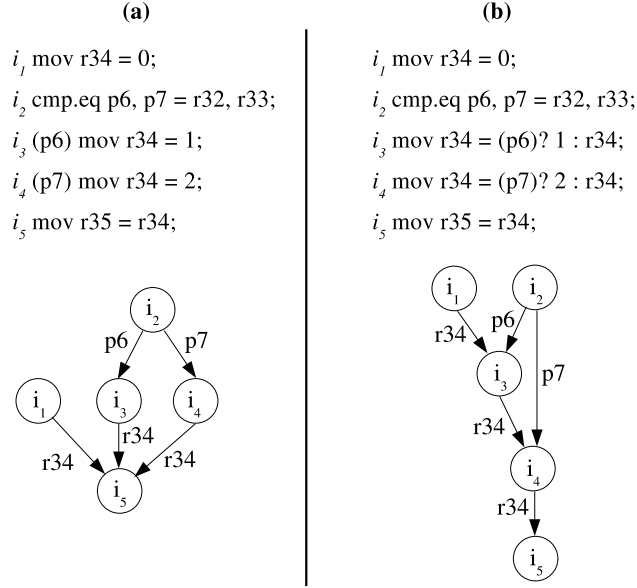 (a)
i1 mov r34 = 0;
i2 cmp.eq p6, p7 = r32, r33;
i3 (p6) mov r34 = 1;
i4 (p7) mov r34 = 2;
i5 mov r35 = r34;
i2
p6 p7
i1 i3 i4
r34 r34 r34
i5
(b)
i1 mov r34 = 0;
i2 cmp.eq p6, p7 = r32, r33;
i3 mov r34 = (p6)? 1 : r34;
i4 mov r34 = (p7)? 2 : r34;
i5 mov r35 = r34;
i1 i2
r34 p6
i3 p7
r34
i4
r34
i5